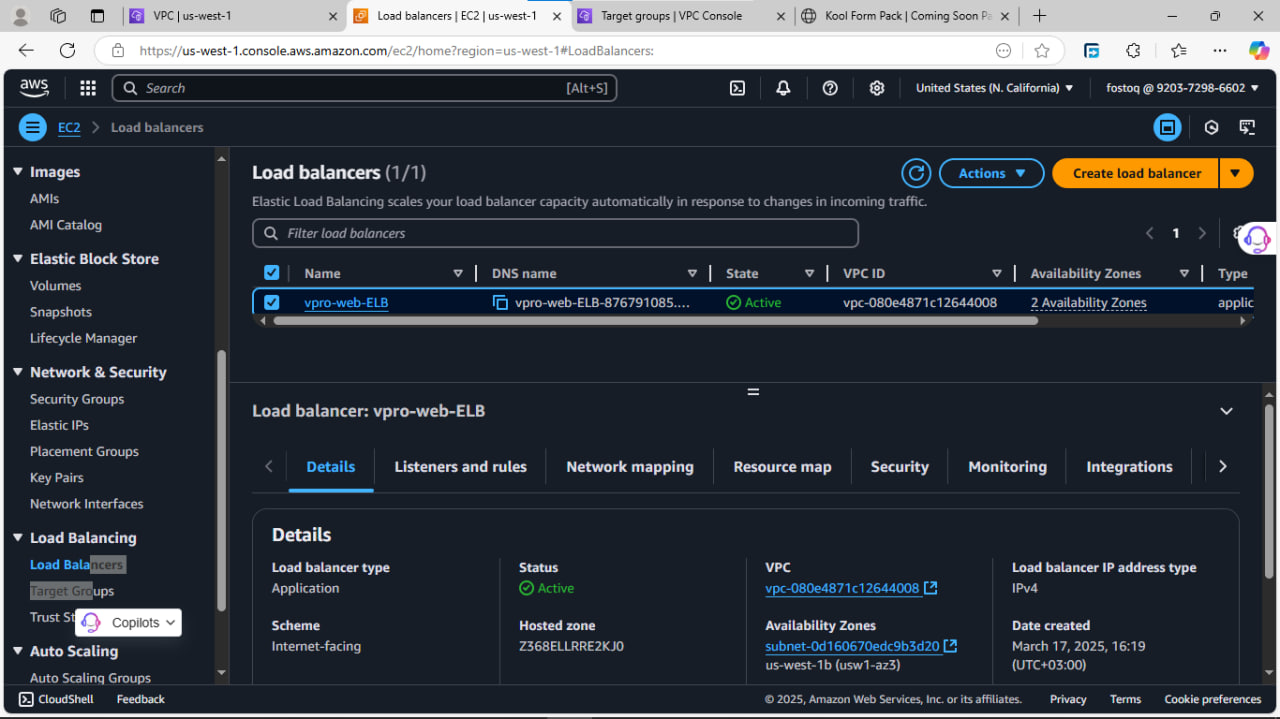 VPC | us-west-1
Load balancers | EC2 | us-west-1
Target groups | VPC Console
Kool Form Pack | Coming Soon Pa
https://us-west-1.console.aws.amazon.com/ec2/home?region=us-west-1#LoadBalancers:
aws
Search
[Alt+S]
United States (N. California)
fostoq @ 9203-7298-6602
EC2
Load balancers
Images
AMIs
AMI Catalog
Elastic Block Store
Volumes
Snapshots
Lifecycle Manager
Network & Security
Security Groups
Elastic IPs
Placement Groups
Key Pairs
Network Interfaces
Load Balancing
Load Balancers
Target Groups
Trust St
Copilots
Auto Scaling
Auto Scaling Groups
Load balancers (1/1)
Actions
Create load balancer
Elastic Load Balancing scales your load balancer capacity automatically in response to changes in incoming traffic.
Filter load balancers
1
Name
DNS name
State
VPC ID
Availability Zones
Type
vpro-web-ELB
vpro-web-ELB-876791085....
Active
vpc-080e4871c12644008
2 Availability Zones
applic
Load balancer: vpro-web-ELB
Details
Listeners and rules
Network mapping
Resource map
Security
Monitoring
Integrations
Details
Load balancer type
Application
Status
Active
VPC
vpc-080e4871c12644008
Load balancer IP address type
IPv4
Scheme
Internet-facing
Hosted zone
Z368ELLRRE2KJ0
Availability Zones
subnet-0d160670edc9b3d20
us-west-1b (usw1-az3)
Date created
March 17, 2025, 16:19
(UTC+03:00)
CloudShell
Feedback
© 2025, Amazon Web Services, Inc. or its affiliates.
Privacy
Terms
Cookie preferences